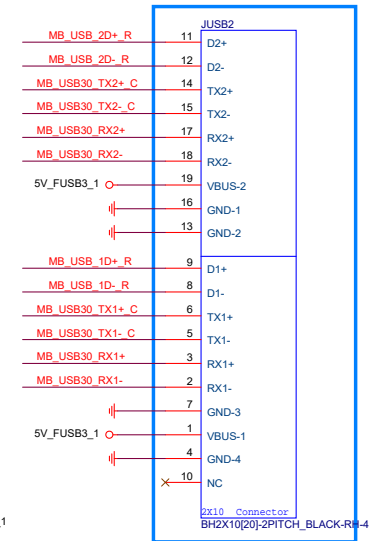 JUSB2
MB_USB_2D+_R 11 D2+
MB_USB_2D-_R 12 D2-
MB_USB30_TX2+_C 14 TX2+
MB_USB30_TX2-_C 15 TX2-
MB_USB30_RX2+ 17 RX2+
MB_USB30_RX2- 18 RX2-
5V_FUSB3_1 19 VBUS-2
16 GND-1
13 GND-2
MB_USB_1D+_R 9 D1+
MB_USB_1D-_R 8 D1-
MB_USB30_TX1+_C 6 TX1+
MB_USB30_TX1-_C 5 TX1-
MB_USB30_RX1+ 3 RX1+
MB_USB30_RX1- 2 RX1-
7 GND-3
5V_FUSB3_1 1 VBUS-1
4 GND-4
10 NC
2X10 Connector
_1 BH2X10[20]-2PITCH_BLACK-RH-4